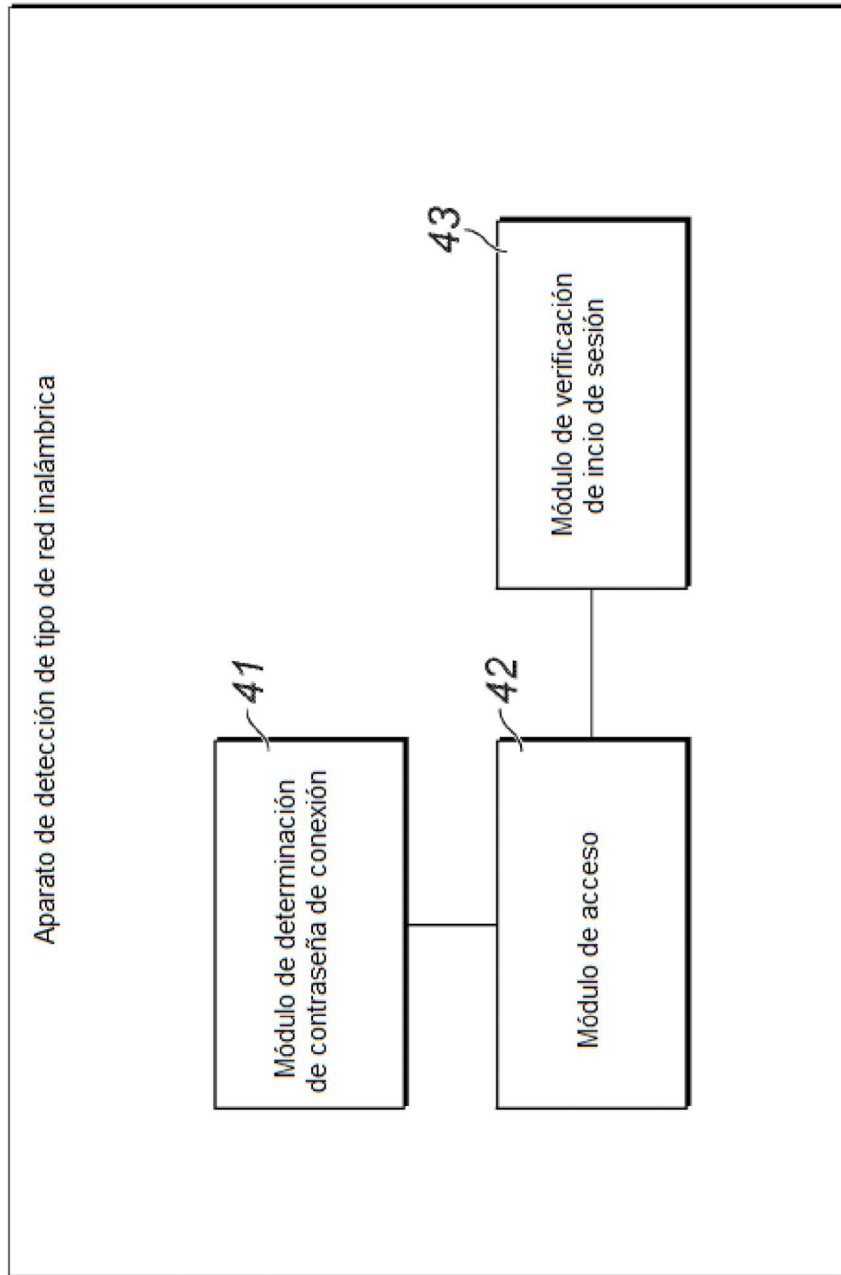 Aparato de detección de tipo de red inalámbrica
41
Módulo de determinación
de contraseña de conexión
42
Módulo de acceso
43
Módulo de verificación
de incio de sesión